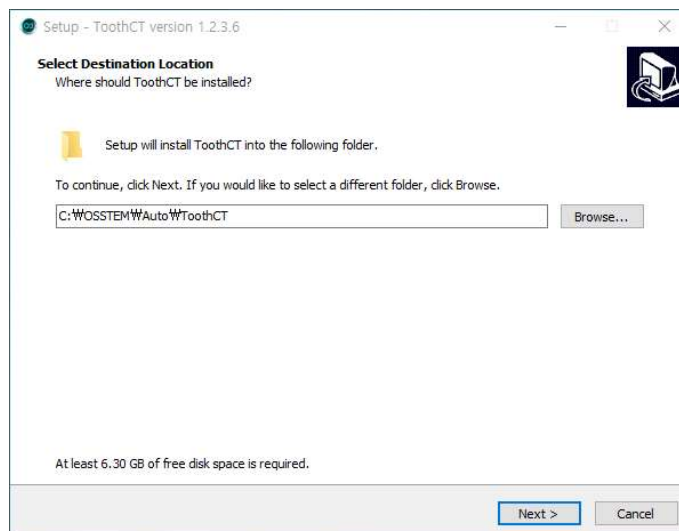 Setup - ToothCT version 1.2.3.6
Select Destination Location
Where should ToothCT be installed?
Setup will install ToothCT into the following folder.
To continue, click Next. If you would like to select a different folder, click Browse.
C:₩OSSTEM₩Auto₩ToothCT
Browse...
At least 6.30 GB of free disk space is required.
Next >
Cancel